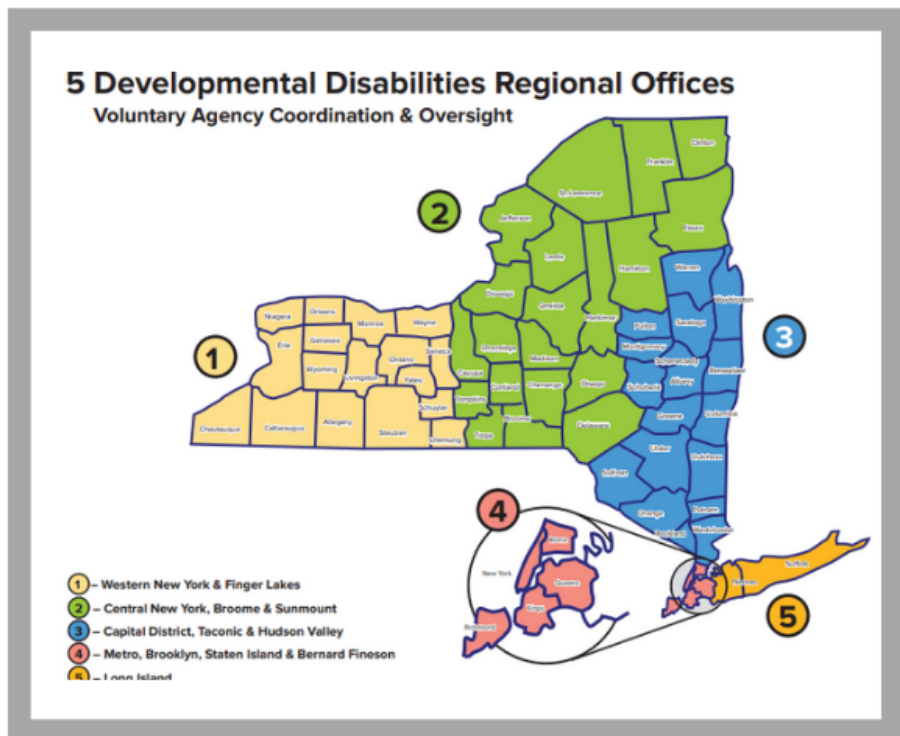 5 Developmental Disabilities Regional Offices
Voluntary Agency Coordination & Oversight
Clinton
Franklin
St. Lawrence
2
Jefferson
Essex
Lewis
Hamilton
Warren
Washington
Oswego
Oneida
Herkimer
Niagara
Orleans
Monroe
Wayne
Fulton
Saratoga
3
1
Erie
Genesee
Ontario
Seneca
Onondaga
Madison
Montgomery
Schenectady
Wyoming
Livingston
Yates
Cayuga
Cortland
Chenango
Otsego
Schoharie
Albany
Rensselaer
Tompkins
Schuyler
Greene
Columbia
Chautauqua
Cattaraugus
Allegany
Steuben
Chemung
Tioga
Broome
Delaware
Ulster
Dutchess
Sullivan
4
Orange
Putnam
Rockland
Westchester
Bronx
New York
Queens
Kings
Richmond
Suffolk
Nassau
5
1 – Western New York & Finger Lakes
2 – Central New York, Broome & Sunmount
3 – Capital District, Taconic & Hudson Valley
4 – Metro, Brooklyn, Staten Island & Bernard Fineson
5 – Long Island